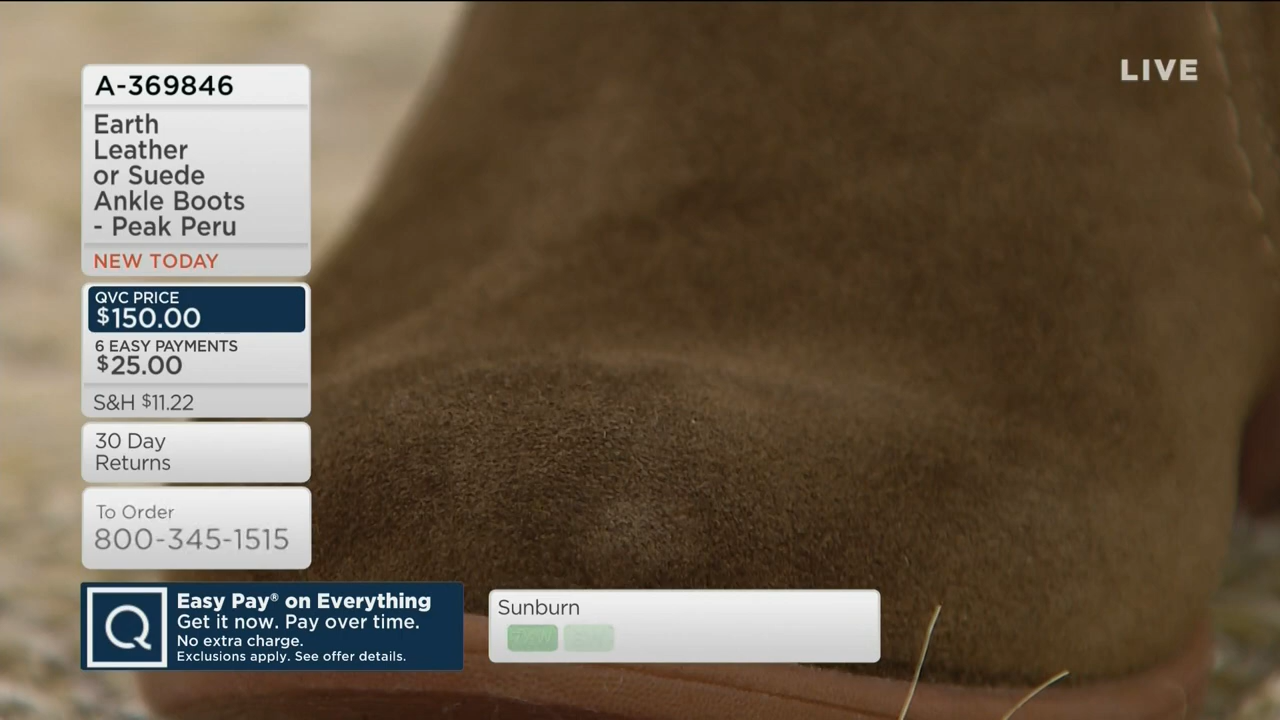 A-369846
Earth
Leather
or Suede
Ankle Boots
- Peak Peru
NEW TODAY
QVC PRICE
$150.00
6 EASY PAYMENTS
$25.00
S&H $11.22
30 Day
Returns
To Order
800-345-1515
LIVE
Q
Easy Pay® on Everything
Get it now. Pay over time.
No extra charge.
Exclusions apply. See offer details.
Sunburn